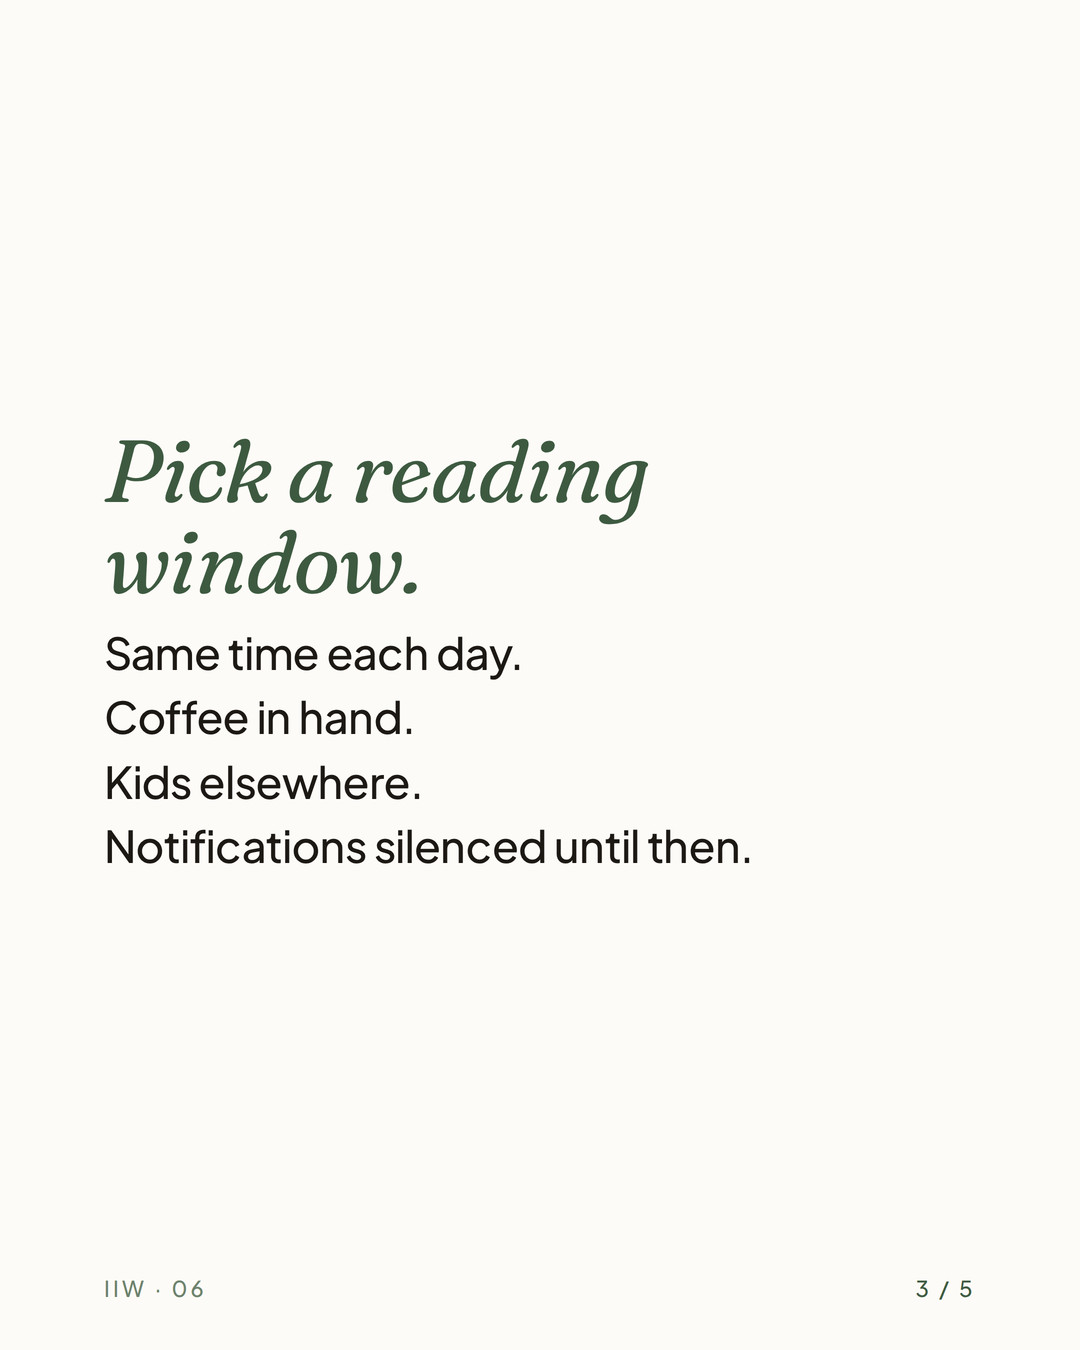 Pick a reading
window.
Same time each day.
Coffee in hand.
Kids elsewhere.
Notifications silenced until then.
IIW · 06
3 / 5